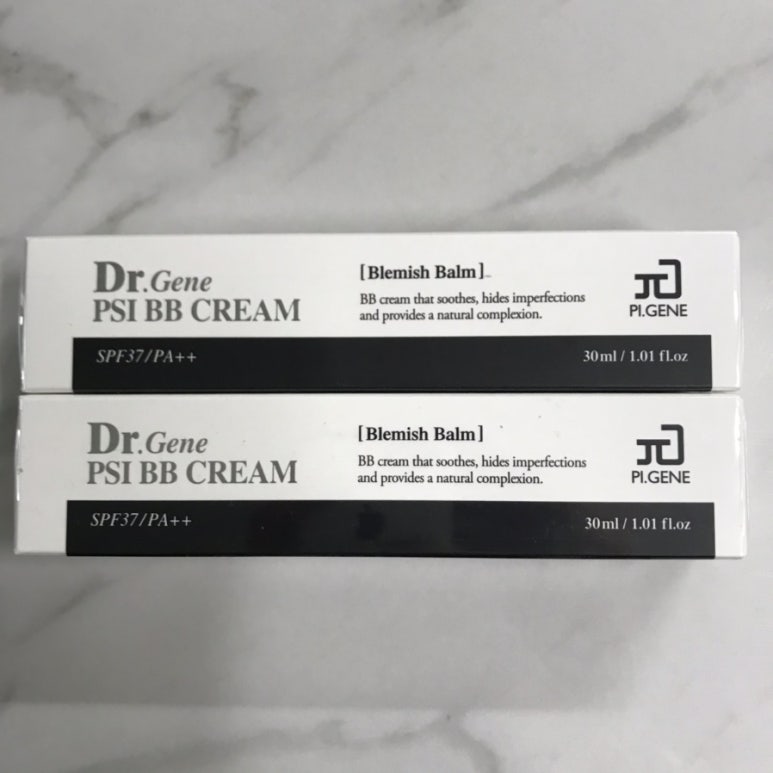 Dr.Gene
PSI BB CREAM
[Blemish Balm]
BB cream that soothes, hides imperfections
and provides a natural complexion.
PI.GENE
SPF37/PA++
30ml / 1.01 fl.oz
Dr.Gene
PSI BB CREAM
[Blemish Balm]
BB cream that soothes, hides imperfections
and provides a natural complexion.
PI.GENE
SPF37/PA++
30ml / 1.01 fl.oz